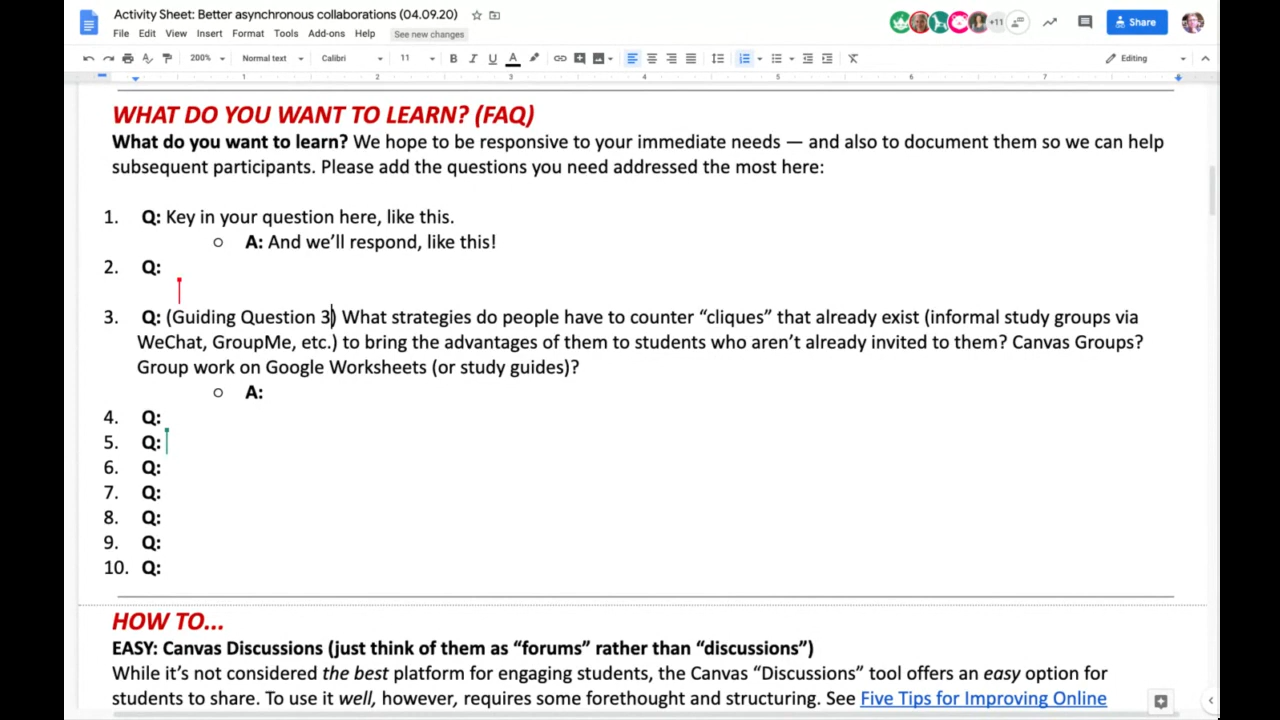 Activity Sheet: Better asynchronous collaborations (04.09.20)
File Edit View Insert Format Tools Add-ons Help See new changes
+11
Share
200% Normal text Calibri 11 B I U A Editing
1 2 3 4 5 6 7
WHAT DO YOU WANT TO LEARN? (FAQ)
What do you want to learn? We hope to be responsive to your immediate needs — and also to document them so we can help
subsequent participants. Please add the questions you need addressed the most here:
1. Q: Key in your question here, like this.
○ A: And we’ll respond, like this!
2. Q:
3. Q: (Guiding Question 3) What strategies do people have to counter “cliques” that already exist (informal study groups via
WeChat, GroupMe, etc.) to bring the advantages of them to students who aren’t already invited to them? Canvas Groups?
Group work on Google Worksheets (or study guides)?
○ A:
4. Q:
5. Q:
6. Q:
7. Q:
8. Q:
9. Q:
10. Q:
HOW TO...
EASY: Canvas Discussions (just think of them as “forums” rather than “discussions”)
While it’s not considered the best platform for engaging students, the Canvas “Discussions” tool offers an easy option for
students to share. To use it well, however, requires some forethought and structuring. See Five Tips for Improving Online